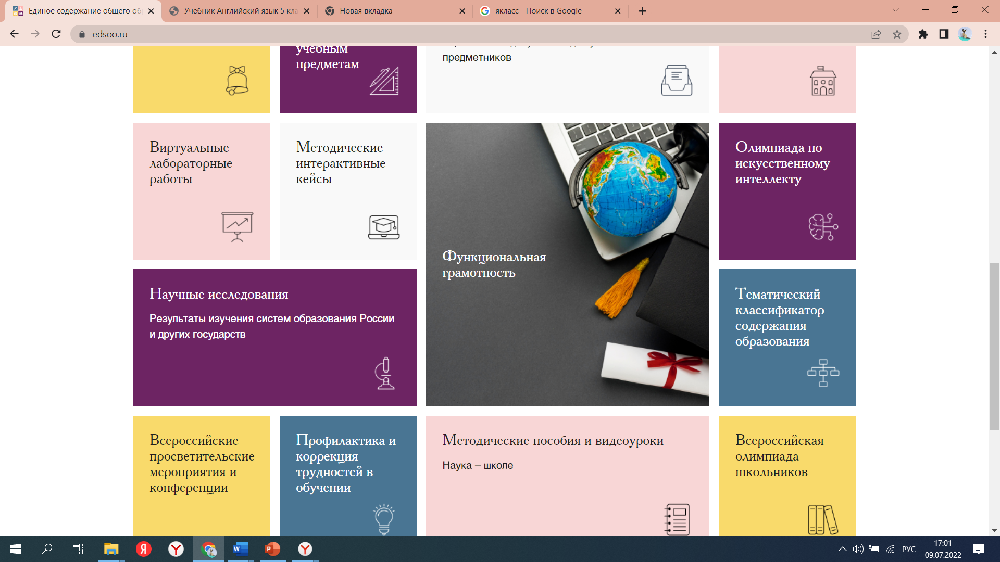 Единое содержание общего об
Учебник Английский язык 5 кла
Новая вкладка
якласс - Поиск в Google
edsoo.ru
учебным
предметам
предметников
Виртуальные
лабораторные
работы
Методические
интерактивные
кейсы
Функциональная
грамотность
Олимпиада по
искусственному
интеллекту
Научные исследования
Результаты изучения систем образования России
и других государств
Тематический
классификатор
содержания
образования
Всероссийские
просветительские
мероприятия и
конференции
Профилактика и
коррекция
трудностей в
обучении
Методические пособия и видеоуроки
Наука – школе
Всероссийская
олимпиада
школьников
РУС
17:01
09.07.2022